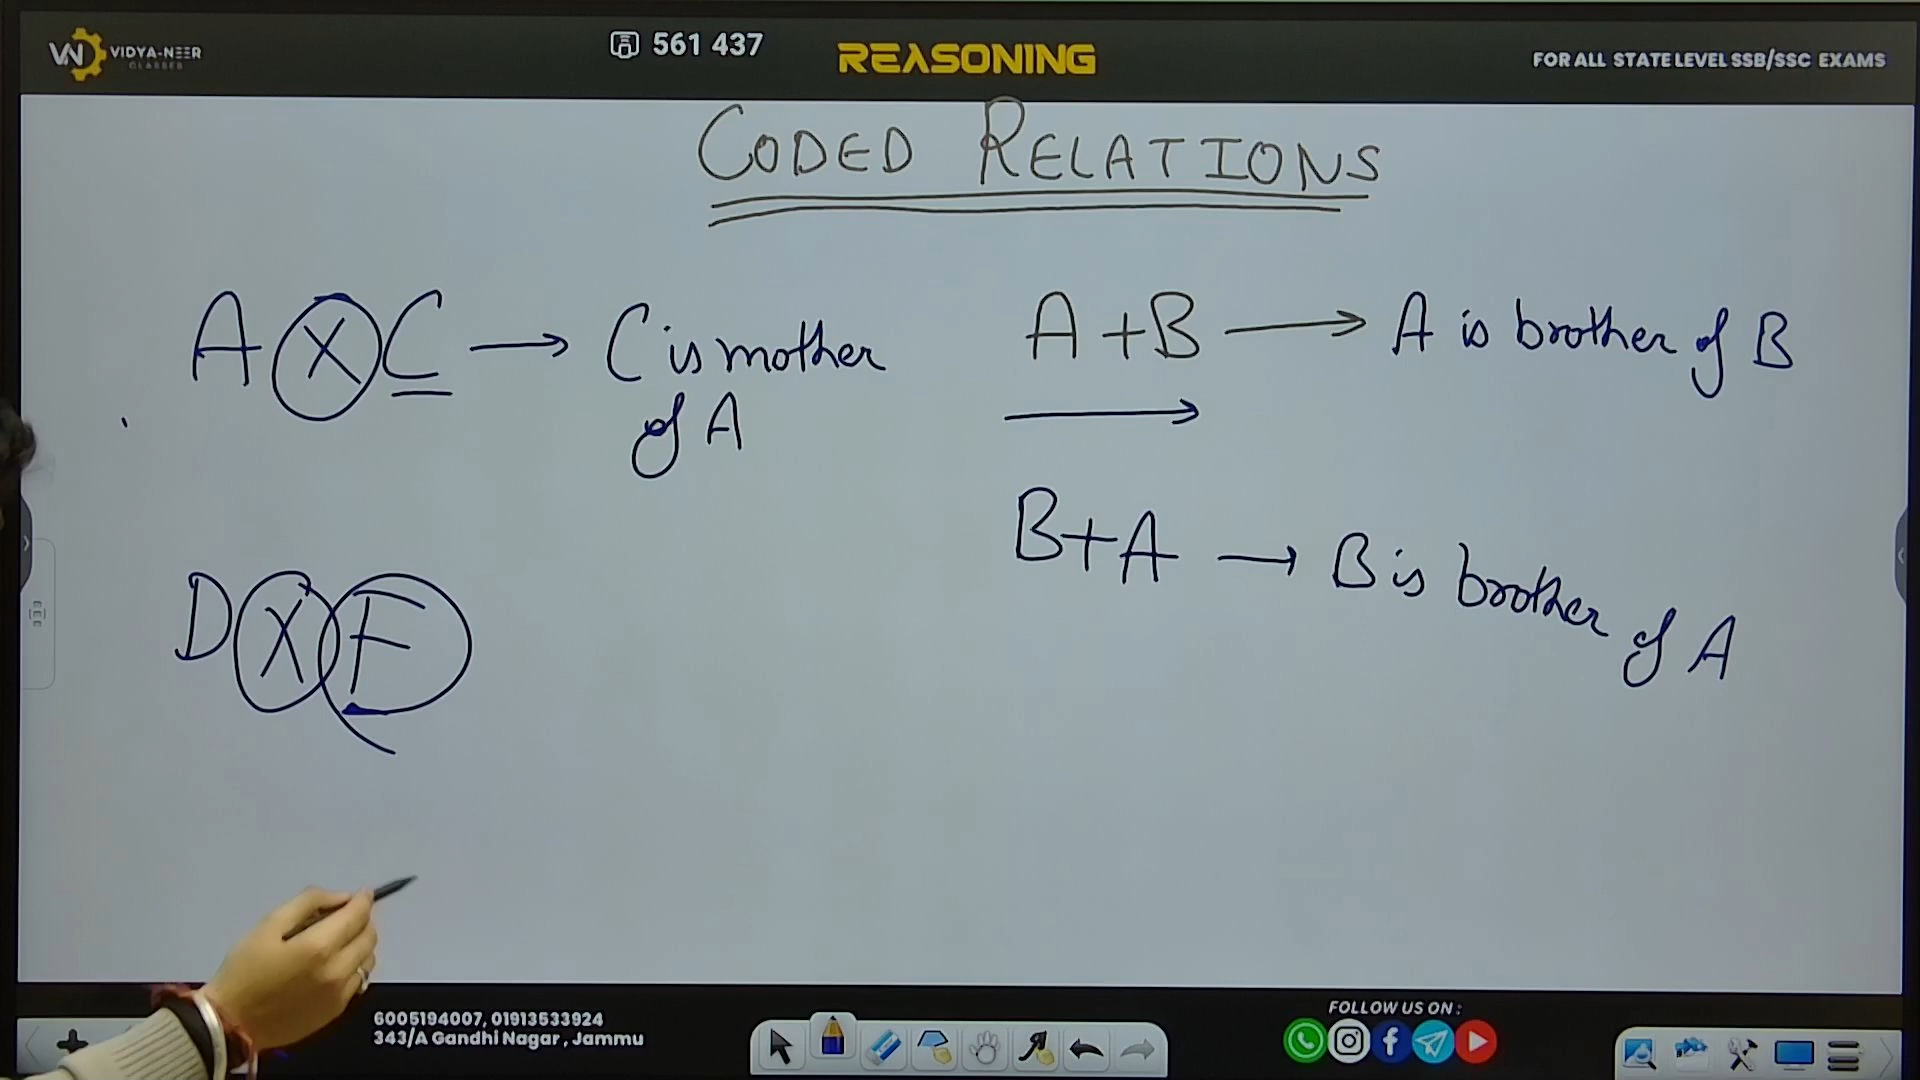 VN VIDYA-NEER
CLASSES
561 437
REASONING
FOR ALL STATE LEVEL SSB/SSC EXAMS
CODED RELATIONS
A X C → C is mother
of A
A+B → A is brother of B
→
B+A → B is brother of A
D X F
6005194007, 01913533924
343/A Gandhi Nagar, Jammu
FOLLOW US ON :